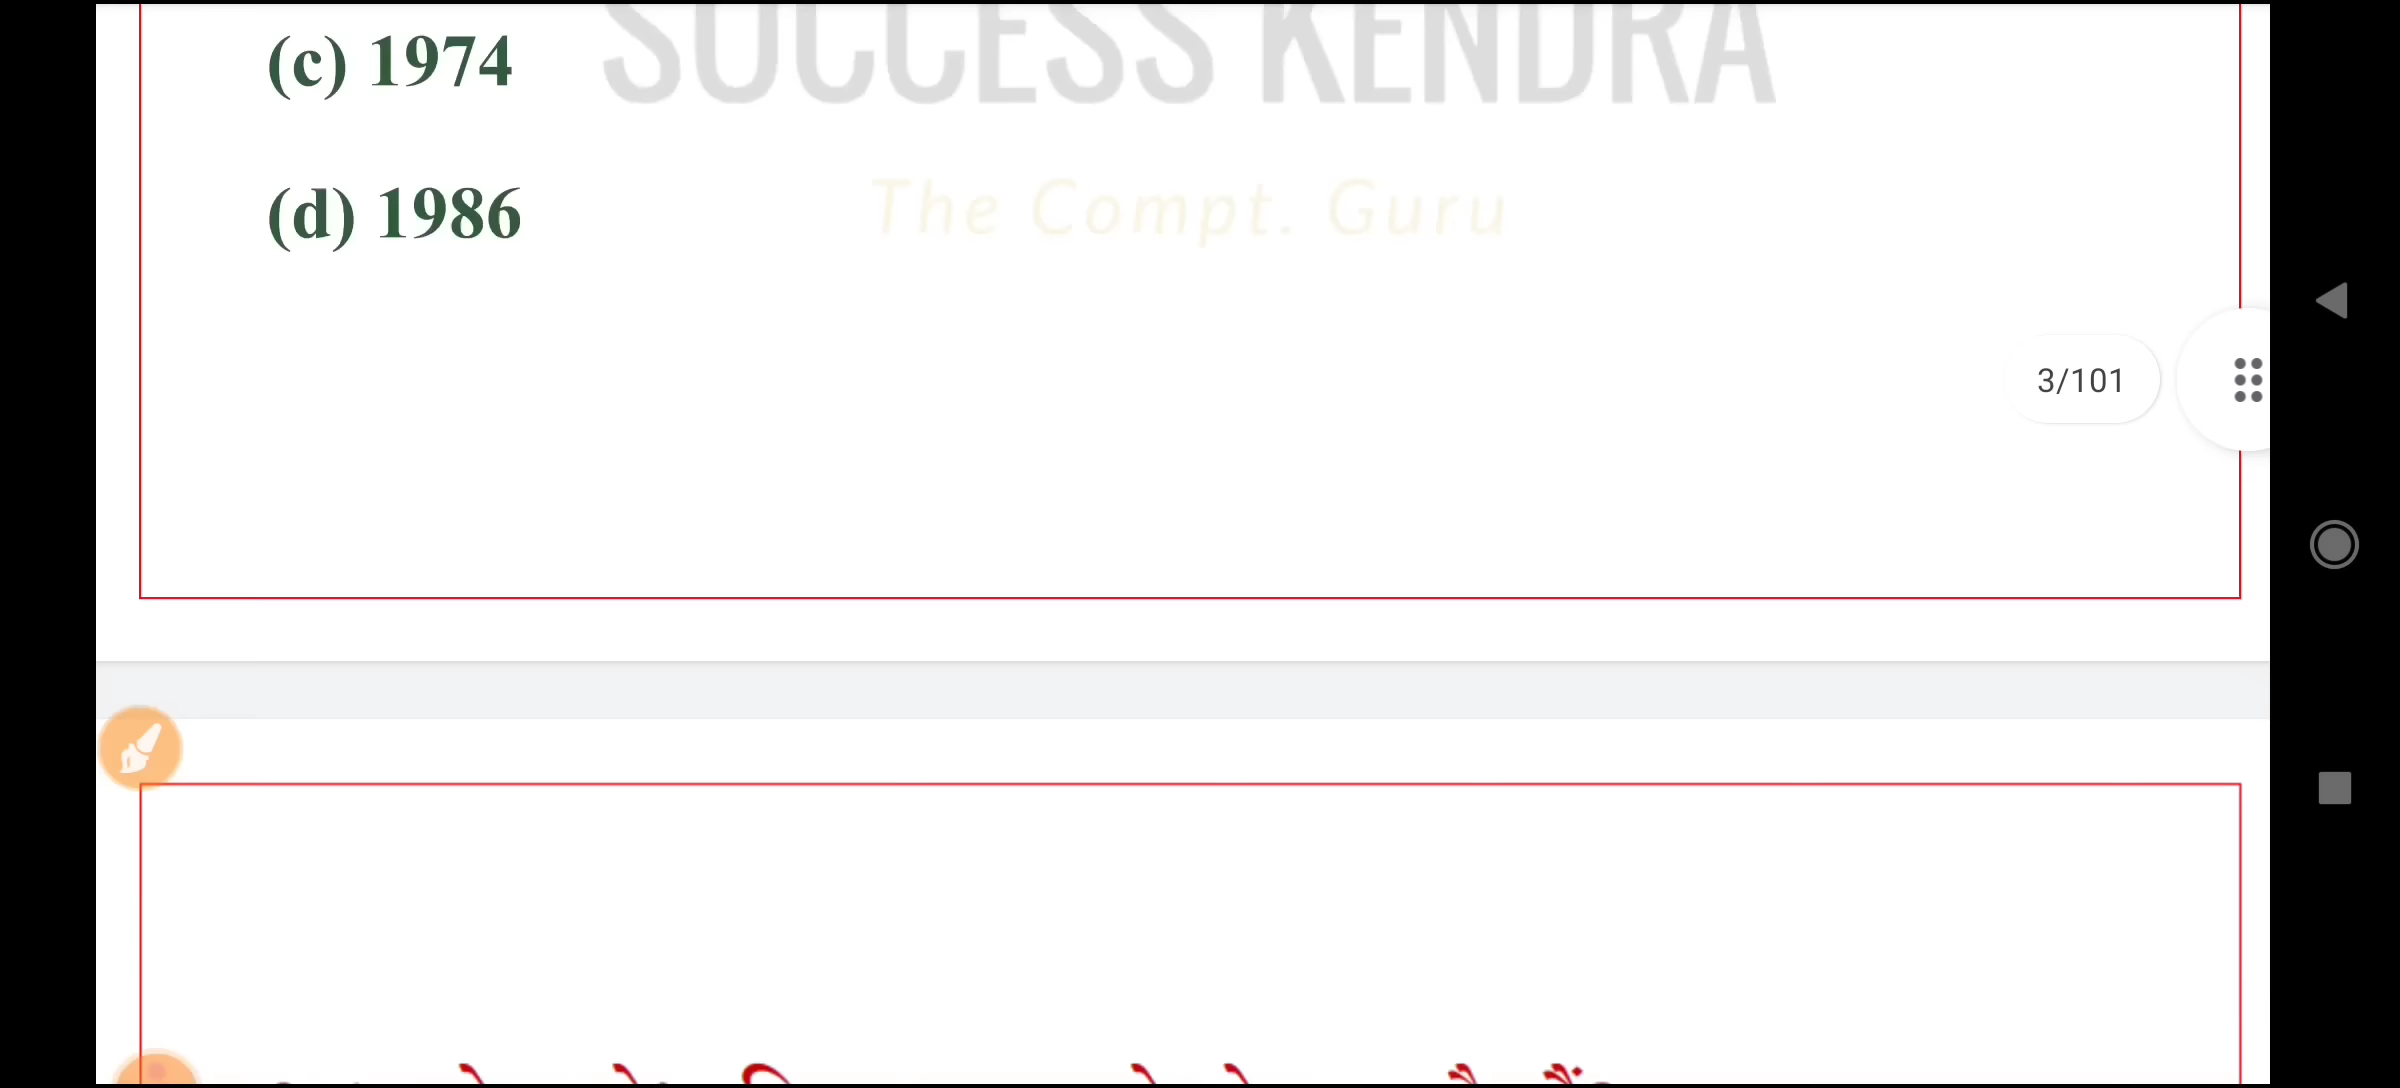 SUCCESS KENDRA
(c) 1974
The Compt. Guru
(d) 1986
3/101